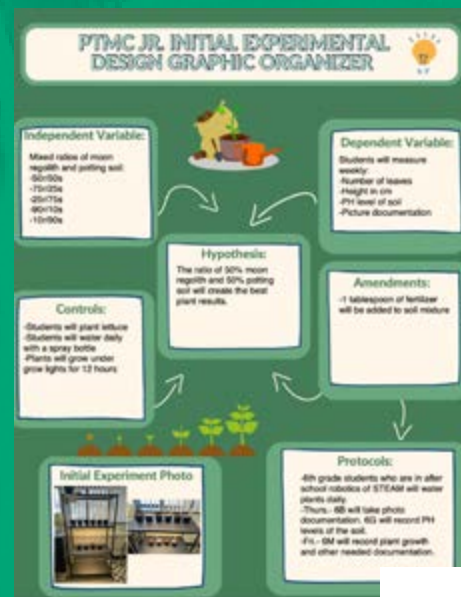 PTMC JR. INITIAL EXPERIMENTAL
DESIGN GRAPHIC ORGANIZER
Independent Variable:
Mixed ratios of moon
regolith and potting soil:
-50r/50s
-75r/25s
-25r/75s
-90r/10s
-10r/90s
Dependent Variable:
Students will measure
weekly:
-Number of leaves
-Height in cm
-PH level of soil
-Picture documentation
Hypothesis:
The ratio of 50% moon
regolith and 50% potting
soil will create the best
plant results.
Controls:
-Students will plant lettuce
-Students will water daily
with a spray bottle
-Plants will grow under
grow lights for 12 hours
Amendments:
-1 tablespoon of fertilizer
will be added to soil mixture
Initial Experiment Photo
Protocols:
-6th grade students who are in after
school robotics of STEAM will water
plants daily.
-Thurs.- 6B will take photo
documentation. 6G will record PH
levels of the soil.
-Fri.- 6M will record plant growth
and other needed documentation.